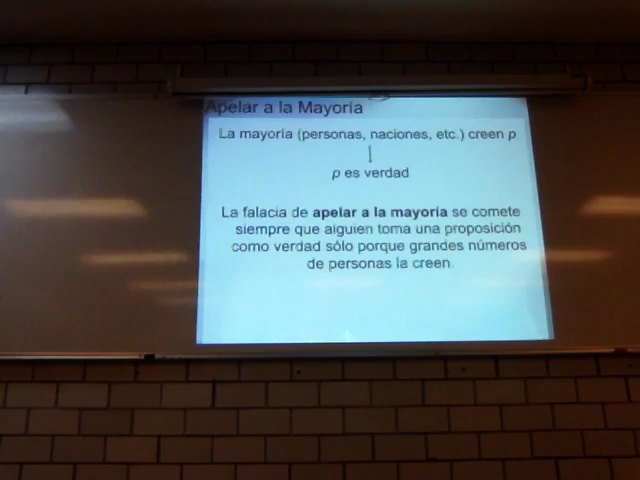 Apelar a la Mayoría
La mayoría (personas, naciones, etc.) creen p
p es verdad
La falacia de apelar a la mayoría se comete
siempre que alguien toma una proposición
como verdad sólo porque grandes números
de personas la creen.